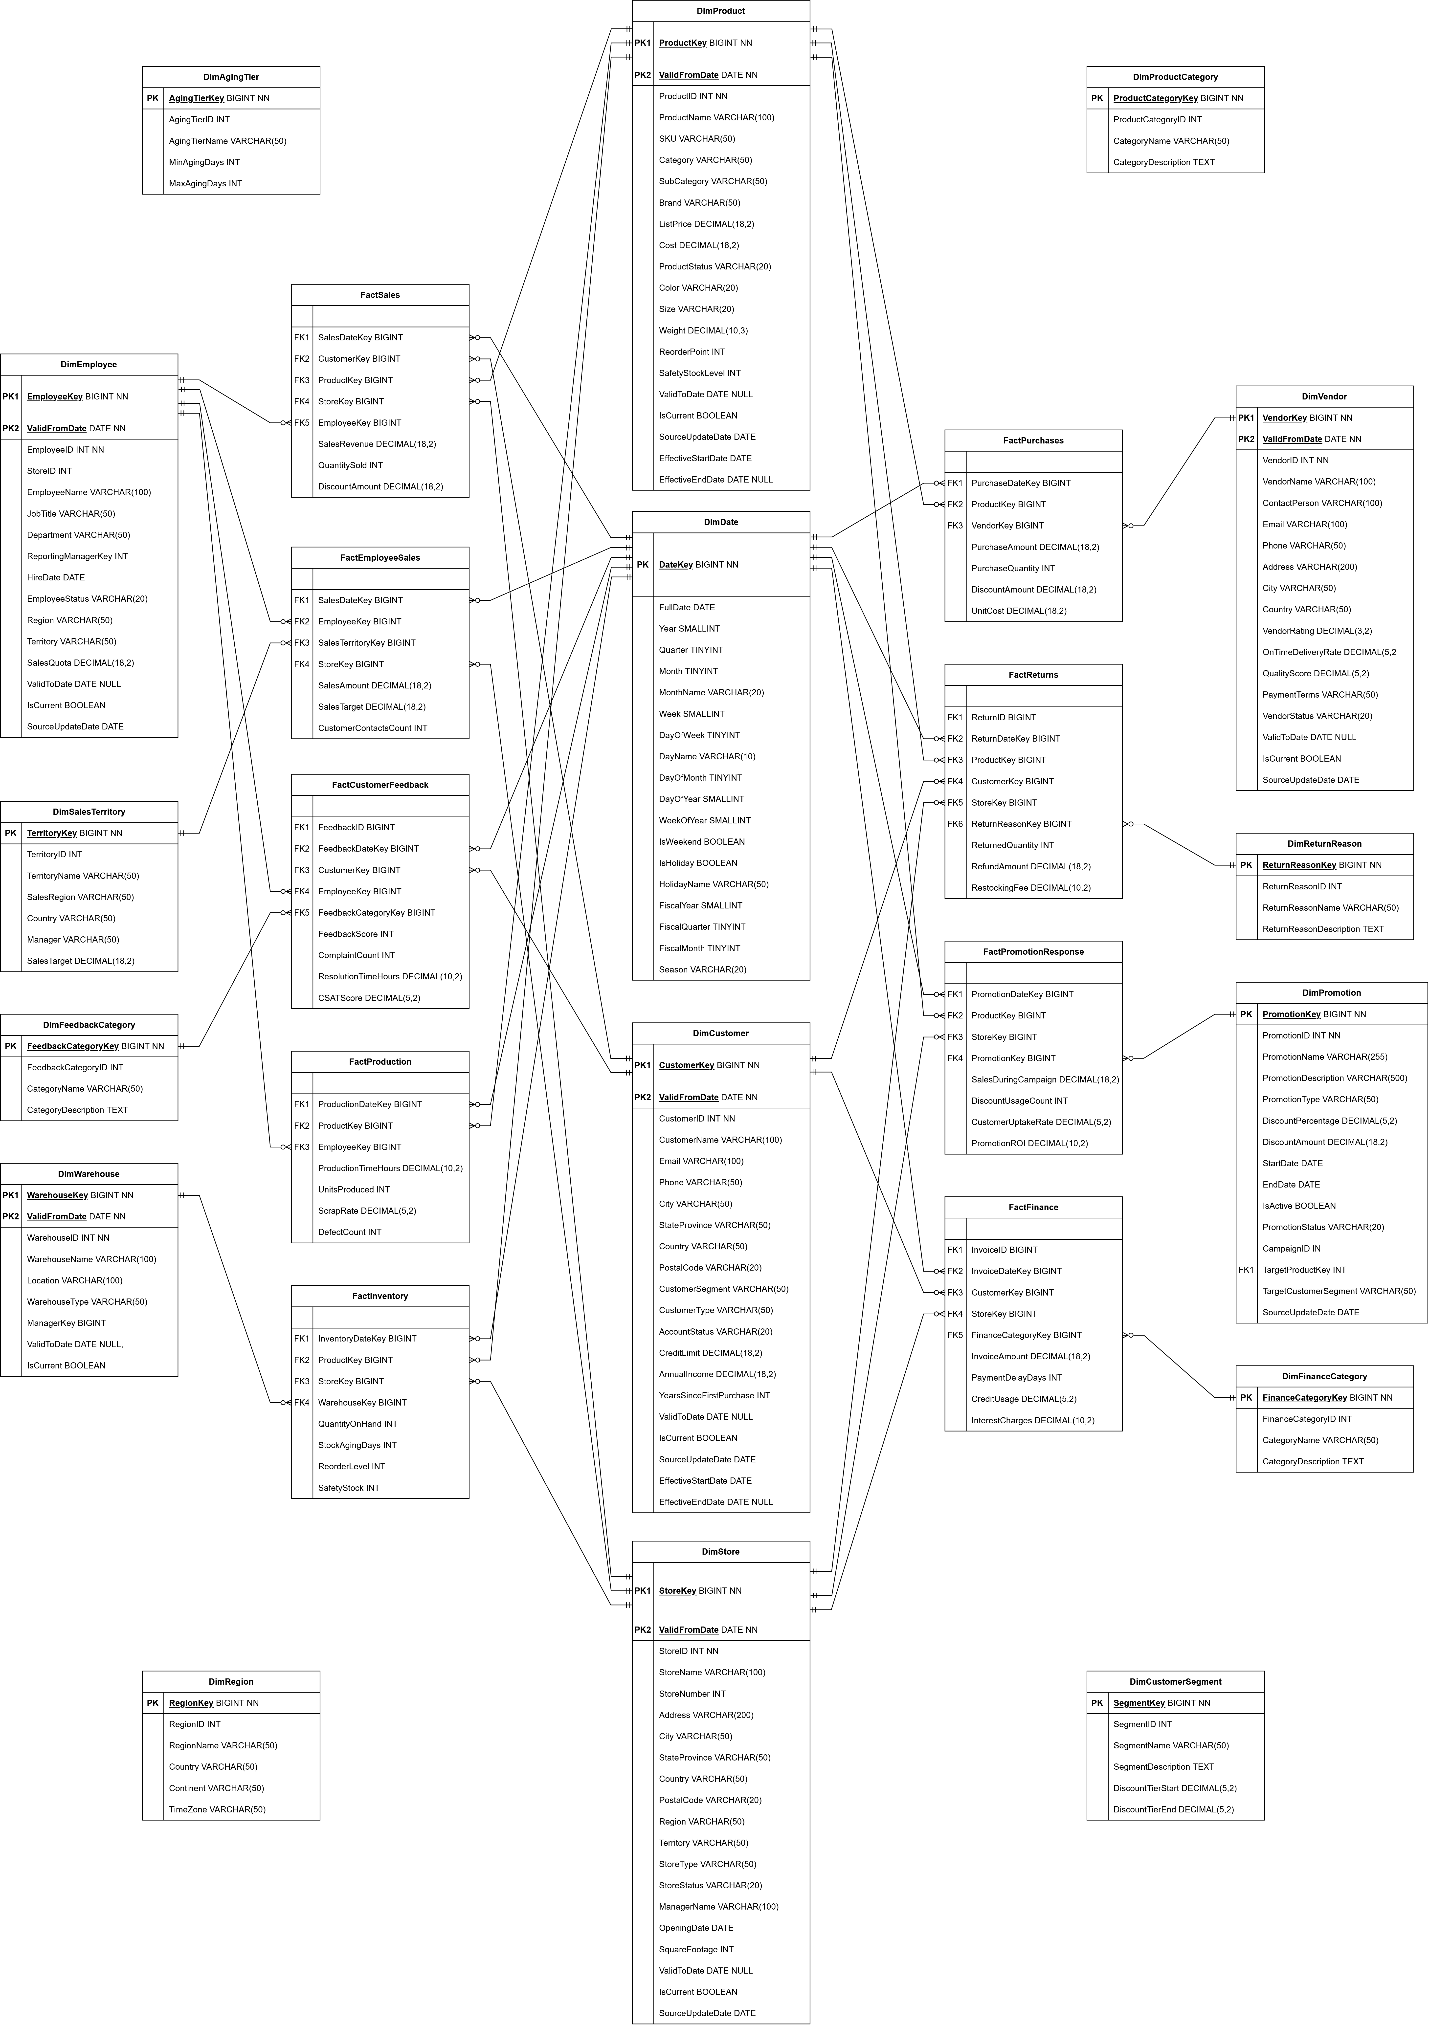 DimProduct
PK1 ProductKey BIGINT NN
PK2 ValidFromDate DATE NN
ProductID INT NN
ProductName VARCHAR(100)
SKU VARCHAR(50)
Category VARCHAR(50)
SubCategory VARCHAR(50)
Brand VARCHAR(50)
ListPrice DECIMAL(18,2)
Cost DECIMAL(18,2)
ProductStatus VARCHAR(20)
Color VARCHAR(20)
Size VARCHAR(20)
Weight DECIMAL(10,3)
ReorderPoint INT
SafetyStockLevel INT
ValidToDate DATE NULL
IsCurrent BOOLEAN
SourceUpdateDate DATE
EffectiveStartDate DATE
EffectiveEndDate DATE NULL
DimAgingTier
PK AgingTierKey BIGINT NN
AgingTierID INT
AgingTierName VARCHAR(50)
MinAgingDays INT
MaxAgingDays INT
DimProductCategory
PK ProductCategoryKey BIGINT NN
ProductCategoryID INT
CategoryName VARCHAR(50)
CategoryDescription TEXT
FactSales
FK1 SalesDateKey BIGINT
FK2 CustomerKey BIGINT
FK3 ProductKey BIGINT
FK4 StoreKey BIGINT
FK5 EmployeeKey BIGINT
SalesRevenue DECIMAL(18,2)
QuantitySold INT
DiscountAmount DECIMAL(18,2)
DimEmployee
PK1 EmployeeKey BIGINT NN
PK2 ValidFromDate DATE NN
EmployeeID INT NN
StoreID INT
EmployeeName VARCHAR(100)
JobTitle VARCHAR(50)
Department VARCHAR(50)
ReportingManagerKey INT
HireDate DATE
EmployeeStatus VARCHAR(20)
Region VARCHAR(50)
Territory VARCHAR(50)
SalesQuota DECIMAL(18,2)
ValidToDate DATE NULL
IsCurrent BOOLEAN
SourceUpdateDate DATE
DimVendor
PK1 VendorKey BIGINT NN
PK2 ValidFromDate DATE NN
VendorID INT NN
VendorName VARCHAR(100)
ContactPerson VARCHAR(100)
Email VARCHAR(100)
Phone VARCHAR(50)
Address VARCHAR(200)
City VARCHAR(50)
Country VARCHAR(50)
VendorRating DECIMAL(3,2)
OnTimeDeliveryRate DECIMAL(5,2
QualityScore DECIMAL(5,2)
PaymentTerms VARCHAR(50)
VendorStatus VARCHAR(20)
ValidToDate DATE NULL
IsCurrent BOOLEAN
SourceUpdateDate DATE
FactPurchases
FK1 PurchaseDateKey BIGINT
FK2 ProductKey BIGINT
FK3 VendorKey BIGINT
PurchaseAmount DECIMAL(18,2)
PurchaseQuantity INT
DiscountAmount DECIMAL(18,2)
UnitCost DECIMAL(18,2)
DimDate
PK DateKey BIGINT NN
FullDate DATE
Year SMALLINT
Quarter TINYINT
Month TINYINT
MonthName VARCHAR(20)
Week SMALLINT
DayOfWeek TINYINT
DayName VARCHAR(10)
DayOfMonth TINYINT
DayOfYear SMALLINT
WeekOfYear SMALLINT
IsWeekend BOOLEAN
IsHoliday BOOLEAN
HolidayName VARCHAR(50)
FiscalYear SMALLINT
FiscalQuarter TINYINT
FiscalMonth TINYINT
Season VARCHAR(20)
FactEmployeeSales
FK1 SalesDateKey BIGINT
FK2 EmployeeKey BIGINT
FK3 SalesTerritoryKey BIGINT
FK4 StoreKey BIGINT
SalesAmount DECIMAL(18,2)
SalesTarget DECIMAL(18,2)
CustomerContactsCount INT
FactReturns
FK1 ReturnID BIGINT
FK2 ReturnDateKey BIGINT
FK3 ProductKey BIGINT
FK4 CustomerKey BIGINT
FK5 StoreKey BIGINT
FK6 ReturnReasonKey BIGINT
ReturnedQuantity INT
RefundAmount DECIMAL(18,2)
RestockingFee DECIMAL(10,2)
FactCustomerFeedback
FK1 FeedbackID BIGINT
FK2 FeedbackDateKey BIGINT
FK3 CustomerKey BIGINT
FK4 EmployeeKey BIGINT
FK5 FeedbackCategoryKey BIGINT
FeedbackScore INT
ComplaintCount INT
ResolutionTimeHours DECIMAL(10,2)
CSATScore DECIMAL(5,2)
DimSalesTerritory
PK TerritoryKey BIGINT NN
TerritoryID INT
TerritoryName VARCHAR(50)
SalesRegion VARCHAR(50)
Country VARCHAR(50)
Manager VARCHAR(50)
SalesTarget DECIMAL(18,2)
DimReturnReason
PK ReturnReasonKey BIGINT NN
ReturnReasonID INT
ReturnReasonName VARCHAR(50)
ReturnReasonDescription TEXT
FactPromotionResponse
FK1 PromotionDateKey BIGINT
FK2 ProductKey BIGINT
FK3 StoreKey BIGINT
FK4 PromotionKey BIGINT
SalesDuringCampaign DECIMAL(18,2)
DiscountUsageCount INT
CustomerUptakeRate DECIMAL(5,2)
PromotionROI DECIMAL(10,2)
DimPromotion
PK PromotionKey BIGINT NN
PromotionID INT NN
PromotionName VARCHAR(255)
PromotionDescription VARCHAR(500)
PromotionType VARCHAR(50)
DiscountPercentage DECIMAL(5,2)
DiscountAmount DECIMAL(18,2)
StartDate DATE
EndDate DATE
IsActive BOOLEAN
PromotionStatus VARCHAR(20)
CampaignID IN
FK1 TargetProductKey INT
TargetCustomerSegment VARCHAR(50)
SourceUpdateDate DATE
DimFeedbackCategory
PK FeedbackCategoryKey BIGINT NN
FeedbackCategoryID INT
CategoryName VARCHAR(50)
CategoryDescription TEXT
DimCustomer
PK1 CustomerKey BIGINT NN
PK2 ValidFromDate DATE NN
CustomerID INT NN
CustomerName VARCHAR(100)
Email VARCHAR(100)
Phone VARCHAR(50)
City VARCHAR(50)
StateProvince VARCHAR(50)
Country VARCHAR(50)
PostalCode VARCHAR(20)
CustomerSegment VARCHAR(50)
CustomerType VARCHAR(50)
AccountStatus VARCHAR(20)
CreditLimit DECIMAL(18,2)
AnnualIncome DECIMAL(18,2)
YearsSinceFirstPurchase INT
ValidToDate DATE NULL
IsCurrent BOOLEAN
SourceUpdateDate DATE
EffectiveStartDate DATE
EffectiveEndDate DATE NULL
FactProduction
FK1 ProductionDateKey BIGINT
FK2 ProductKey BIGINT
FK3 EmployeeKey BIGINT
ProductionTimeHours DECIMAL(10,2)
UnitsProduced INT
ScrapRate DECIMAL(5,2)
DefectCount INT
DimWarehouse
PK1 WarehouseKey BIGINT NN
PK2 ValidFromDate DATE NN
WarehouseID INT NN
WarehouseName VARCHAR(100)
Location VARCHAR(100)
WarehouseType VARCHAR(50)
ManagerKey BIGINT
ValidToDate DATE NULL,
IsCurrent BOOLEAN
FactFinance
FK1 InvoiceID BIGINT
FK2 InvoiceDateKey BIGINT
FK3 CustomerKey BIGINT
FK4 StoreKey BIGINT
FK5 FinanceCategoryKey BIGINT
InvoiceAmount DECIMAL(18,2)
PaymentDelayDays INT
CreditUsage DECIMAL(5,2)
InterestCharges DECIMAL(10,2)
FactInventory
FK1 InventoryDateKey BIGINT
FK2 ProductKey BIGINT
FK3 StoreKey BIGINT
FK4 WarehouseKey BIGINT
QuantityOnHand INT
StockAgingDays INT
ReorderLevel INT
SafetyStock INT
DimFinanceCategory
PK FinanceCategoryKey BIGINT NN
FinanceCategoryID INT
CategoryName VARCHAR(50)
CategoryDescription TEXT
DimStore
PK1 StoreKey BIGINT NN
PK2 ValidFromDate DATE NN
StoreID INT NN
StoreName VARCHAR(100)
StoreNumber INT
Address VARCHAR(200)
City VARCHAR(50)
StateProvince VARCHAR(50)
Country VARCHAR(50)
PostalCode VARCHAR(20)
Region VARCHAR(50)
Territory VARCHAR(50)
StoreType VARCHAR(50)
StoreStatus VARCHAR(20)
ManagerName VARCHAR(100)
OpeningDate DATE
SquareFootage INT
ValidToDate DATE NULL
IsCurrent BOOLEAN
SourceUpdateDate DATE
DimRegion
PK RegionKey BIGINT NN
RegionID INT
RegionName VARCHAR(50)
Country VARCHAR(50)
Continent VARCHAR(50)
TimeZone VARCHAR(50)
DimCustomerSegment
PK SegmentKey BIGINT NN
SegmentID INT
SegmentName VARCHAR(50)
SegmentDescription TEXT
DiscountTierStart DECIMAL(5,2)
DiscountTierEnd DECIMAL(5,2)